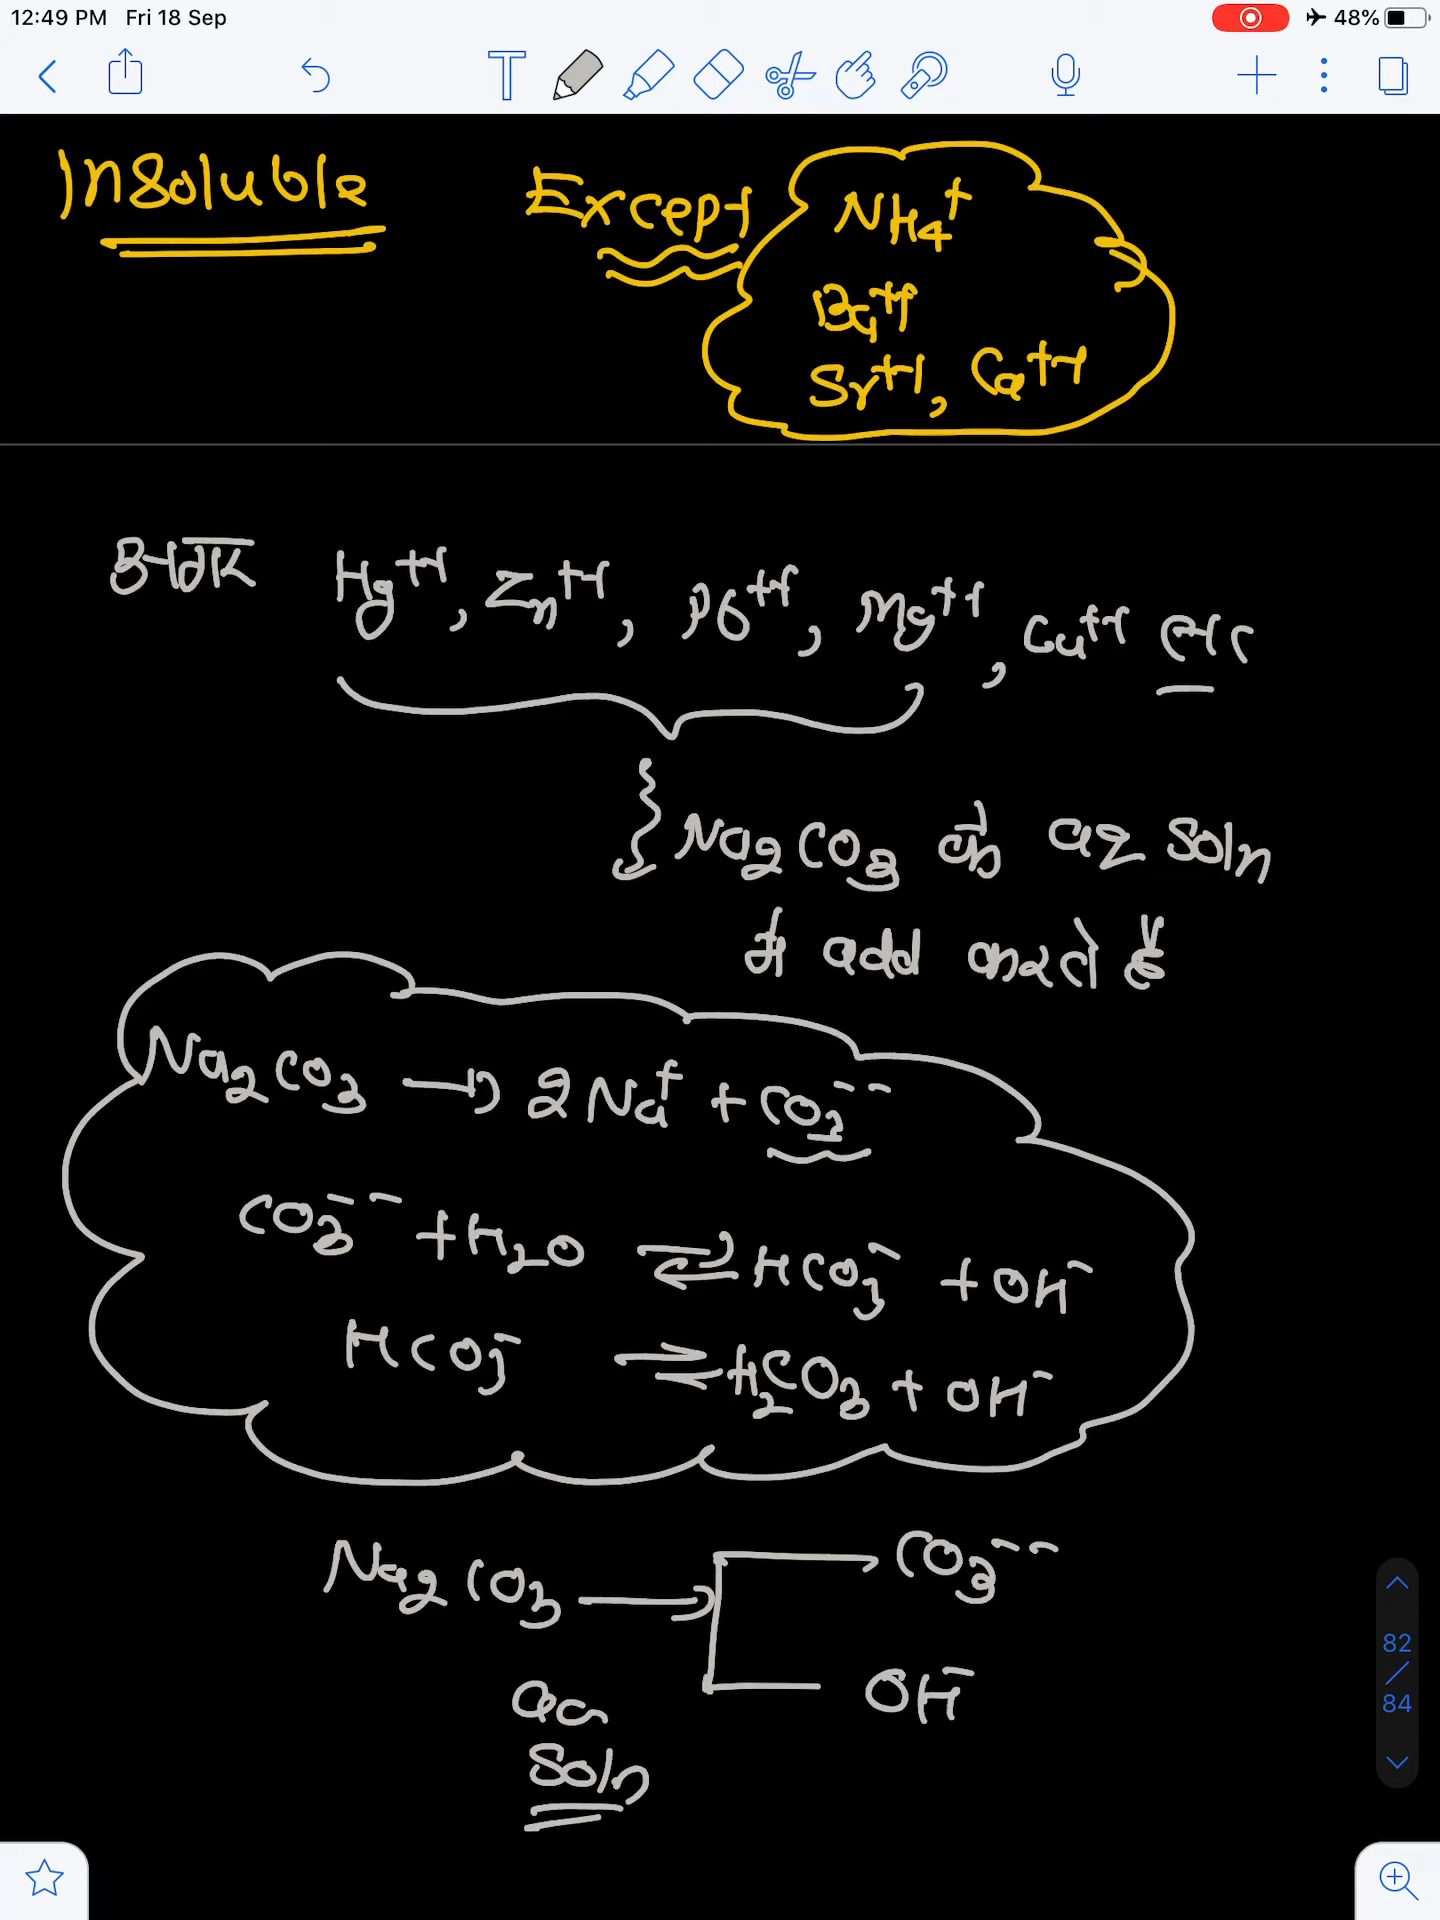 12:49 PM Fri 18 Sep
48%
Insoluble Except NH4+
Ba++
Sr++, Ca++
Hg++, Zn++, Pb++, Mg++, Cu++ etc
Na2CO3 के aq soln
में add करते हैं
Na2CO3 → 2Na+ + CO3--
CO3-- + H2O ⇌ HCO3- + OH-
HCO3- ⇌ H2CO3 + OH-
Na2CO3 → CO3--
OH-
aq
Soln
82
/
84